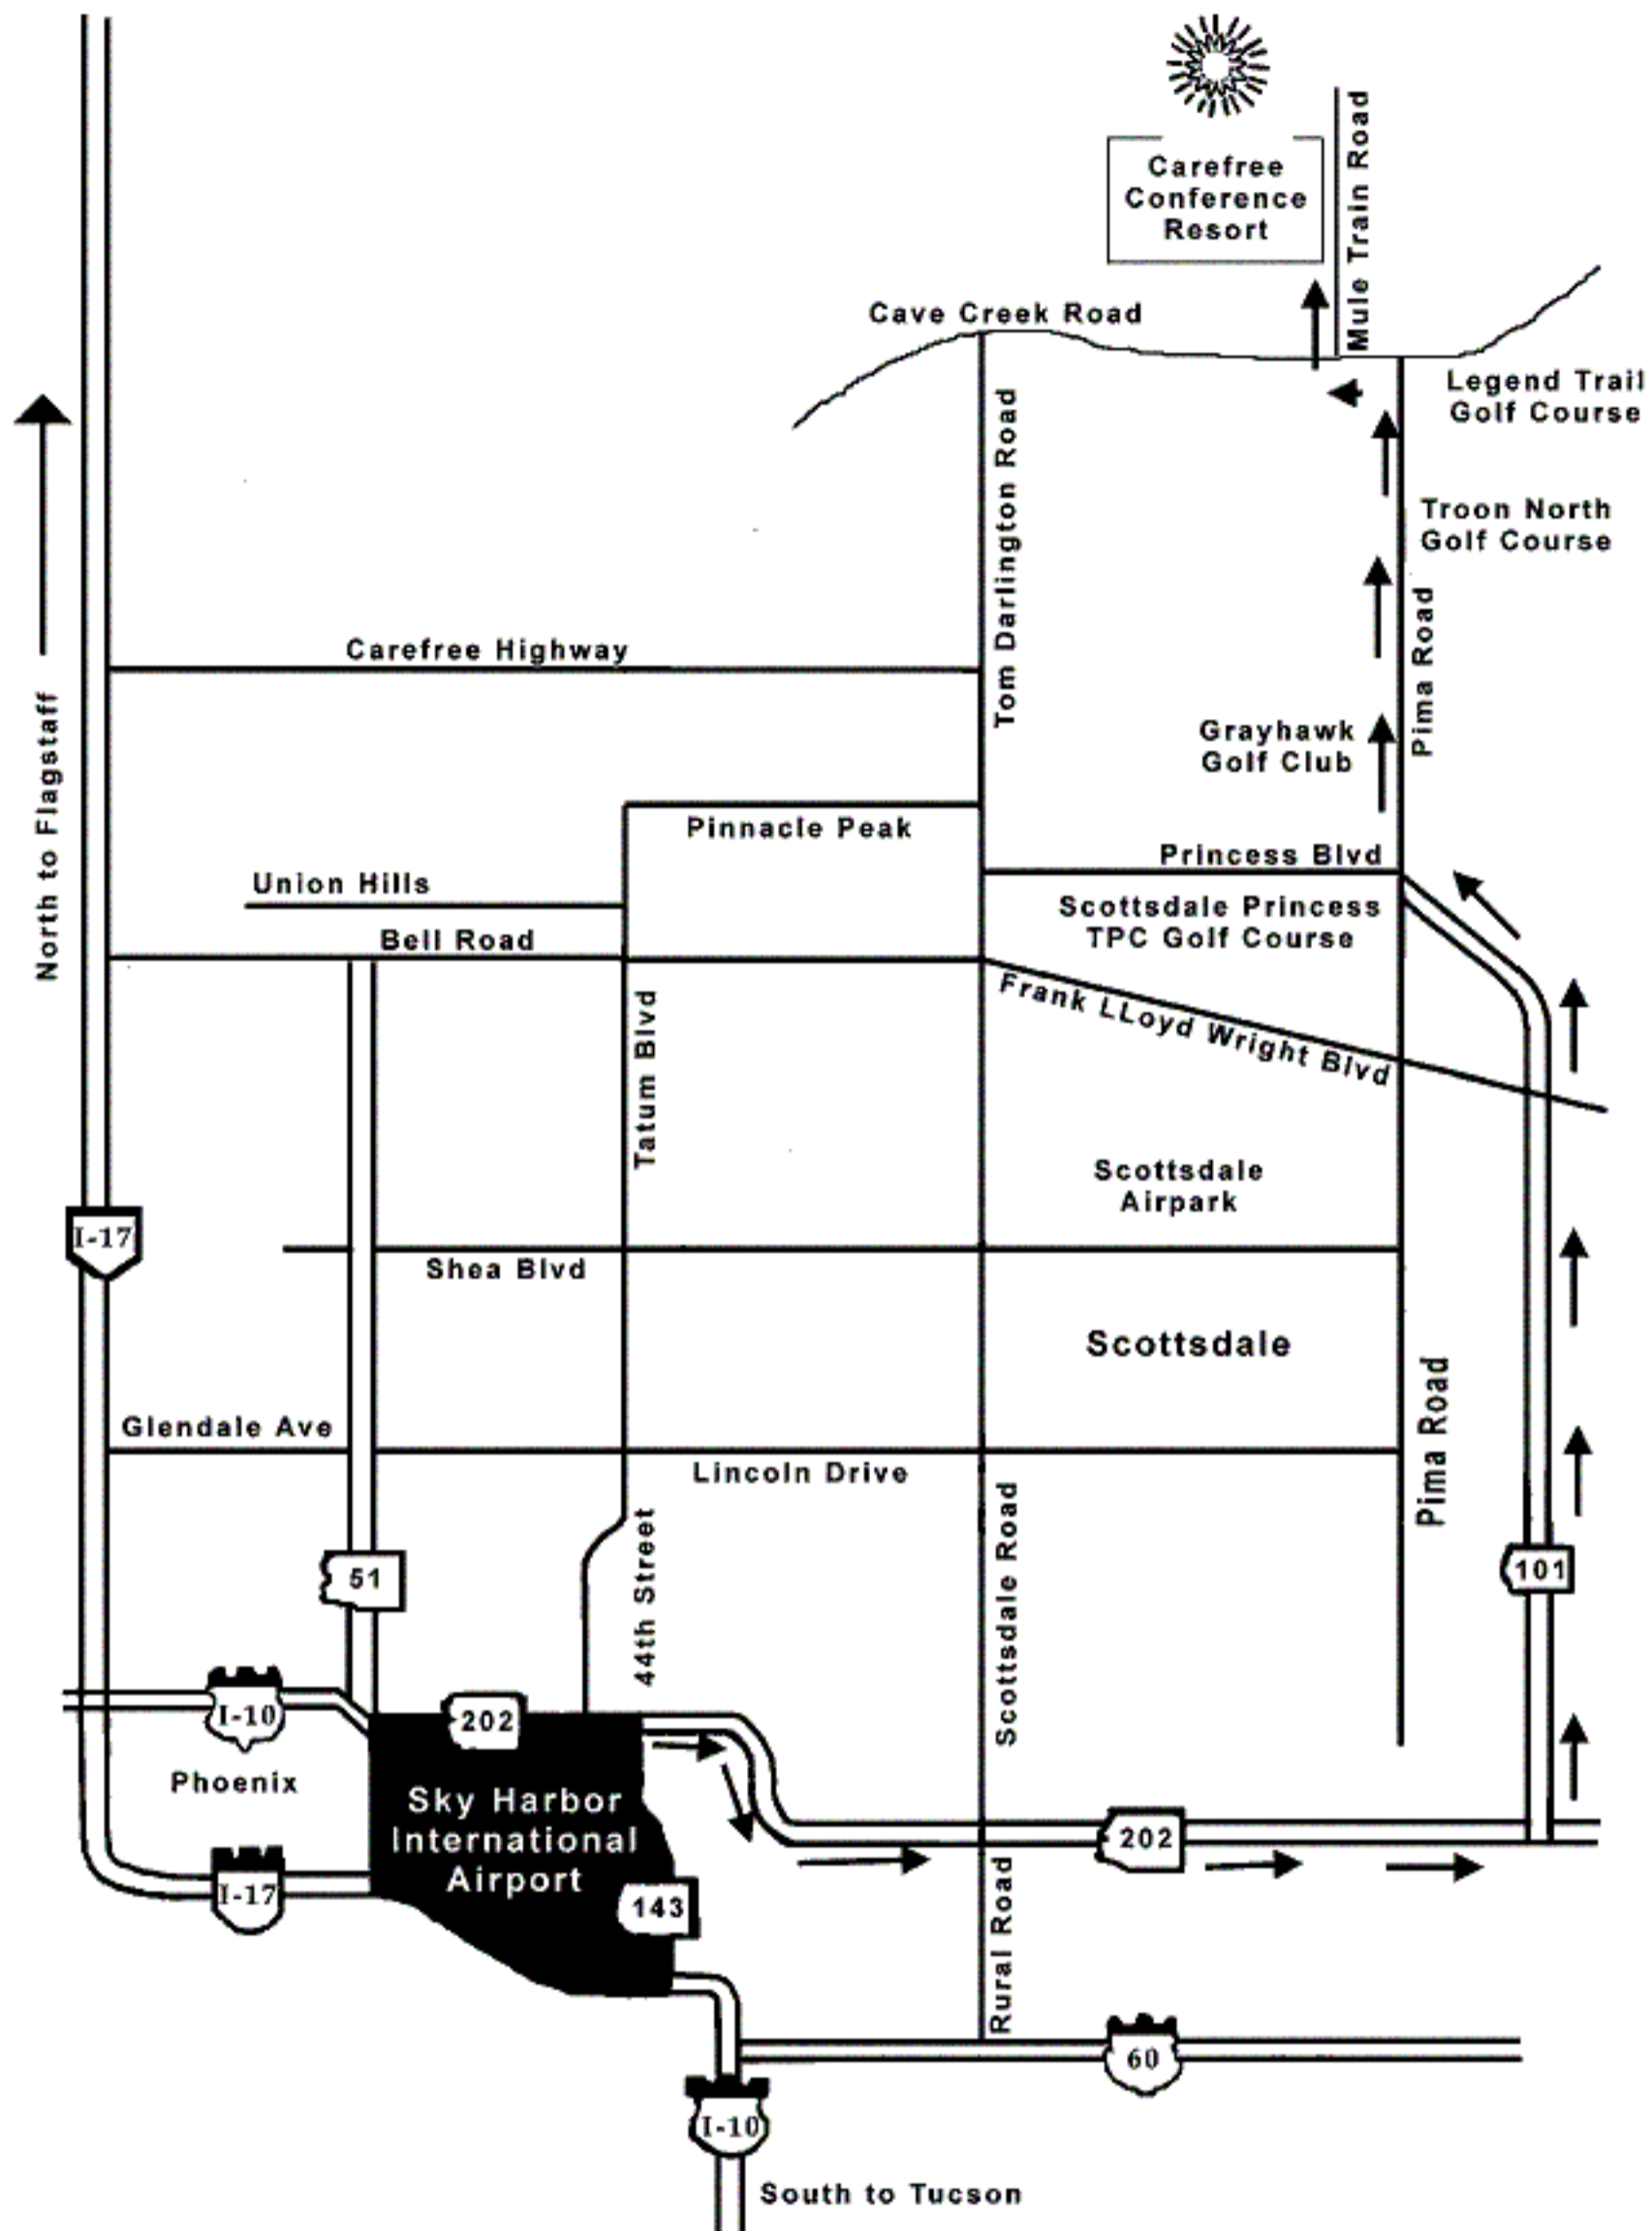 Carefree
Conference
Resort
Mule Train Road
Cave Creek Road
Legend Trail
Golf Course
Tom Darlington Road
Troon North
Golf Course
Pima Road
Carefree Highway
North to Flagstaff
Grayhawk
Golf Club
Pinnacle Peak
Princess Blvd
Union Hills
Scottsdale Princess
TPC Golf Course
Bell Road
Frank LLoyd Wright Blvd
Tatum Blvd
Scottsdale
Airpark
I-17
Shea Blvd
Scottsdale
Pima Road
Glendale Ave
Lincoln Drive
44th Street
Scottsdale Road
51
101
I-10
202
Phoenix
Sky Harbor
International
Airport
202
I-17
143
Rural Road
60
I-10
South to Tucson